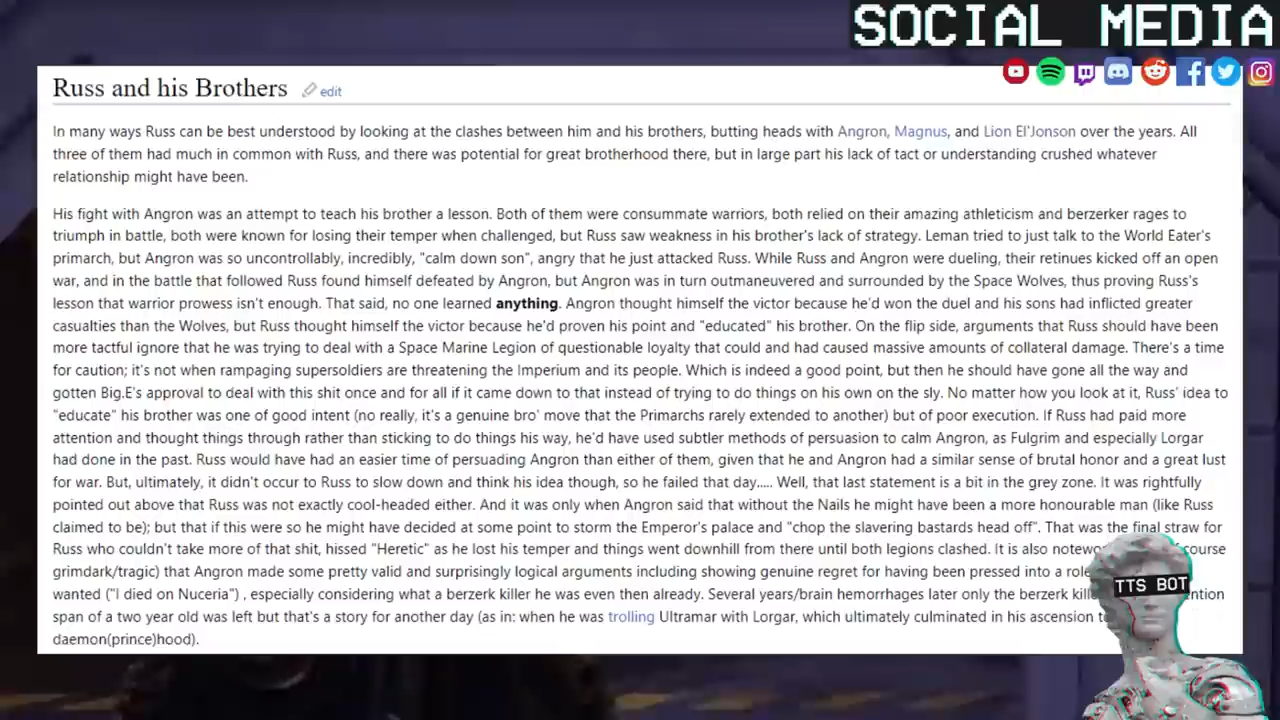 SOCIAL MEDIA
Russ and his Brothers edit
In many ways Russ can be best understood by looking at the clashes between him and his brothers, butting heads with Angron, Magnus, and Lion El'Jonson over the years. All
three of them had much in common with Russ, and there was potential for great brotherhood there, but in large part his lack of tact or understanding crushed whatever
relationship might have been.
His fight with Angron was an attempt to teach his brother a lesson. Both of them were consummate warriors, both relied on their amazing athleticism and berzerker rages to
triumph in battle, both were known for losing their temper when challenged, but Russ saw weakness in his brother's lack of strategy. Leman tried to just talk to the World Eater's
primarch, but Angron was so uncontrollably, incredibly, "calm down son", angry that he just attacked Russ. While Russ and Angron were dueling, their retinues kicked off an open
war, and in the battle that followed Russ found himself defeated by Angron, but Angron was in turn outmaneuvered and surrounded by the Space Wolves, thus proving Russ's
lesson that warrior prowess isn't enough. That said, no one learned anything. Angron thought himself the victor because he'd won the duel and his sons had inflicted greater
casualties than the Wolves, but Russ thought himself the victor because he'd proven his point and "educated" his brother. On the flip side, arguments that Russ should have been
more tactful ignore that he was trying to deal with a Space Marine Legion of questionable loyalty that could and had caused massive amounts of collateral damage. There's a time
for caution; it's not when rampaging supersoldiers are threatening the Imperium and its people. Which is indeed a good point, but then he should have gone all the way and
gotten Big.E's approval to deal with this shit once and for all if it came down to that instead of trying to do things on his own on the sly. No matter how you look at it, Russ' idea to
"educate" his brother was one of good intent (no really, it's a genuine bro' move that the Primarchs rarely extended to another) but of poor execution. If Russ had paid more
attention and thought things through rather than sticking to do things his way, he'd have used subtler methods of persuasion to calm Angron, as Fulgrim and especially Lorgar
had done in the past. Russ would have had an easier time of persuading Angron than either of them, given that he and Angron had a similar sense of brutal honor and a great lust
for war. But, ultimately, it didn't occur to Russ to slow down and think his idea though, so he failed that day..... Well, that last statement is a bit in the grey zone. It was rightfully
pointed out above that Russ was not exactly cool-headed either. And it was only when Angron said that without the Nails he might have been a more honourable man (like Russ
claimed to be); but that if this were so he might have decided at some point to storm the Emperor's palace and "chop the slavering bastards head off". That was the final straw for
Russ who couldn't take more of that shit, hissed "Heretic" as he lost his temper and things went downhill from there until both legions clashed. It is also course
grimdark/tragic) that Angron made some pretty valid and surprisingly logical arguments including showing genuine regret for having been pressed into a role
wanted ("I died on Nuceria") , especially considering what a berzerk killer he was even then already. Several years/brain hemorrhages later only the berzerk
span of a two year old was left but that's a story for another day (as in: when he was trolling Ultramar with Lorgar, which ultimately culminated in his ascension
daemon(prince)hood).
TTS BOT